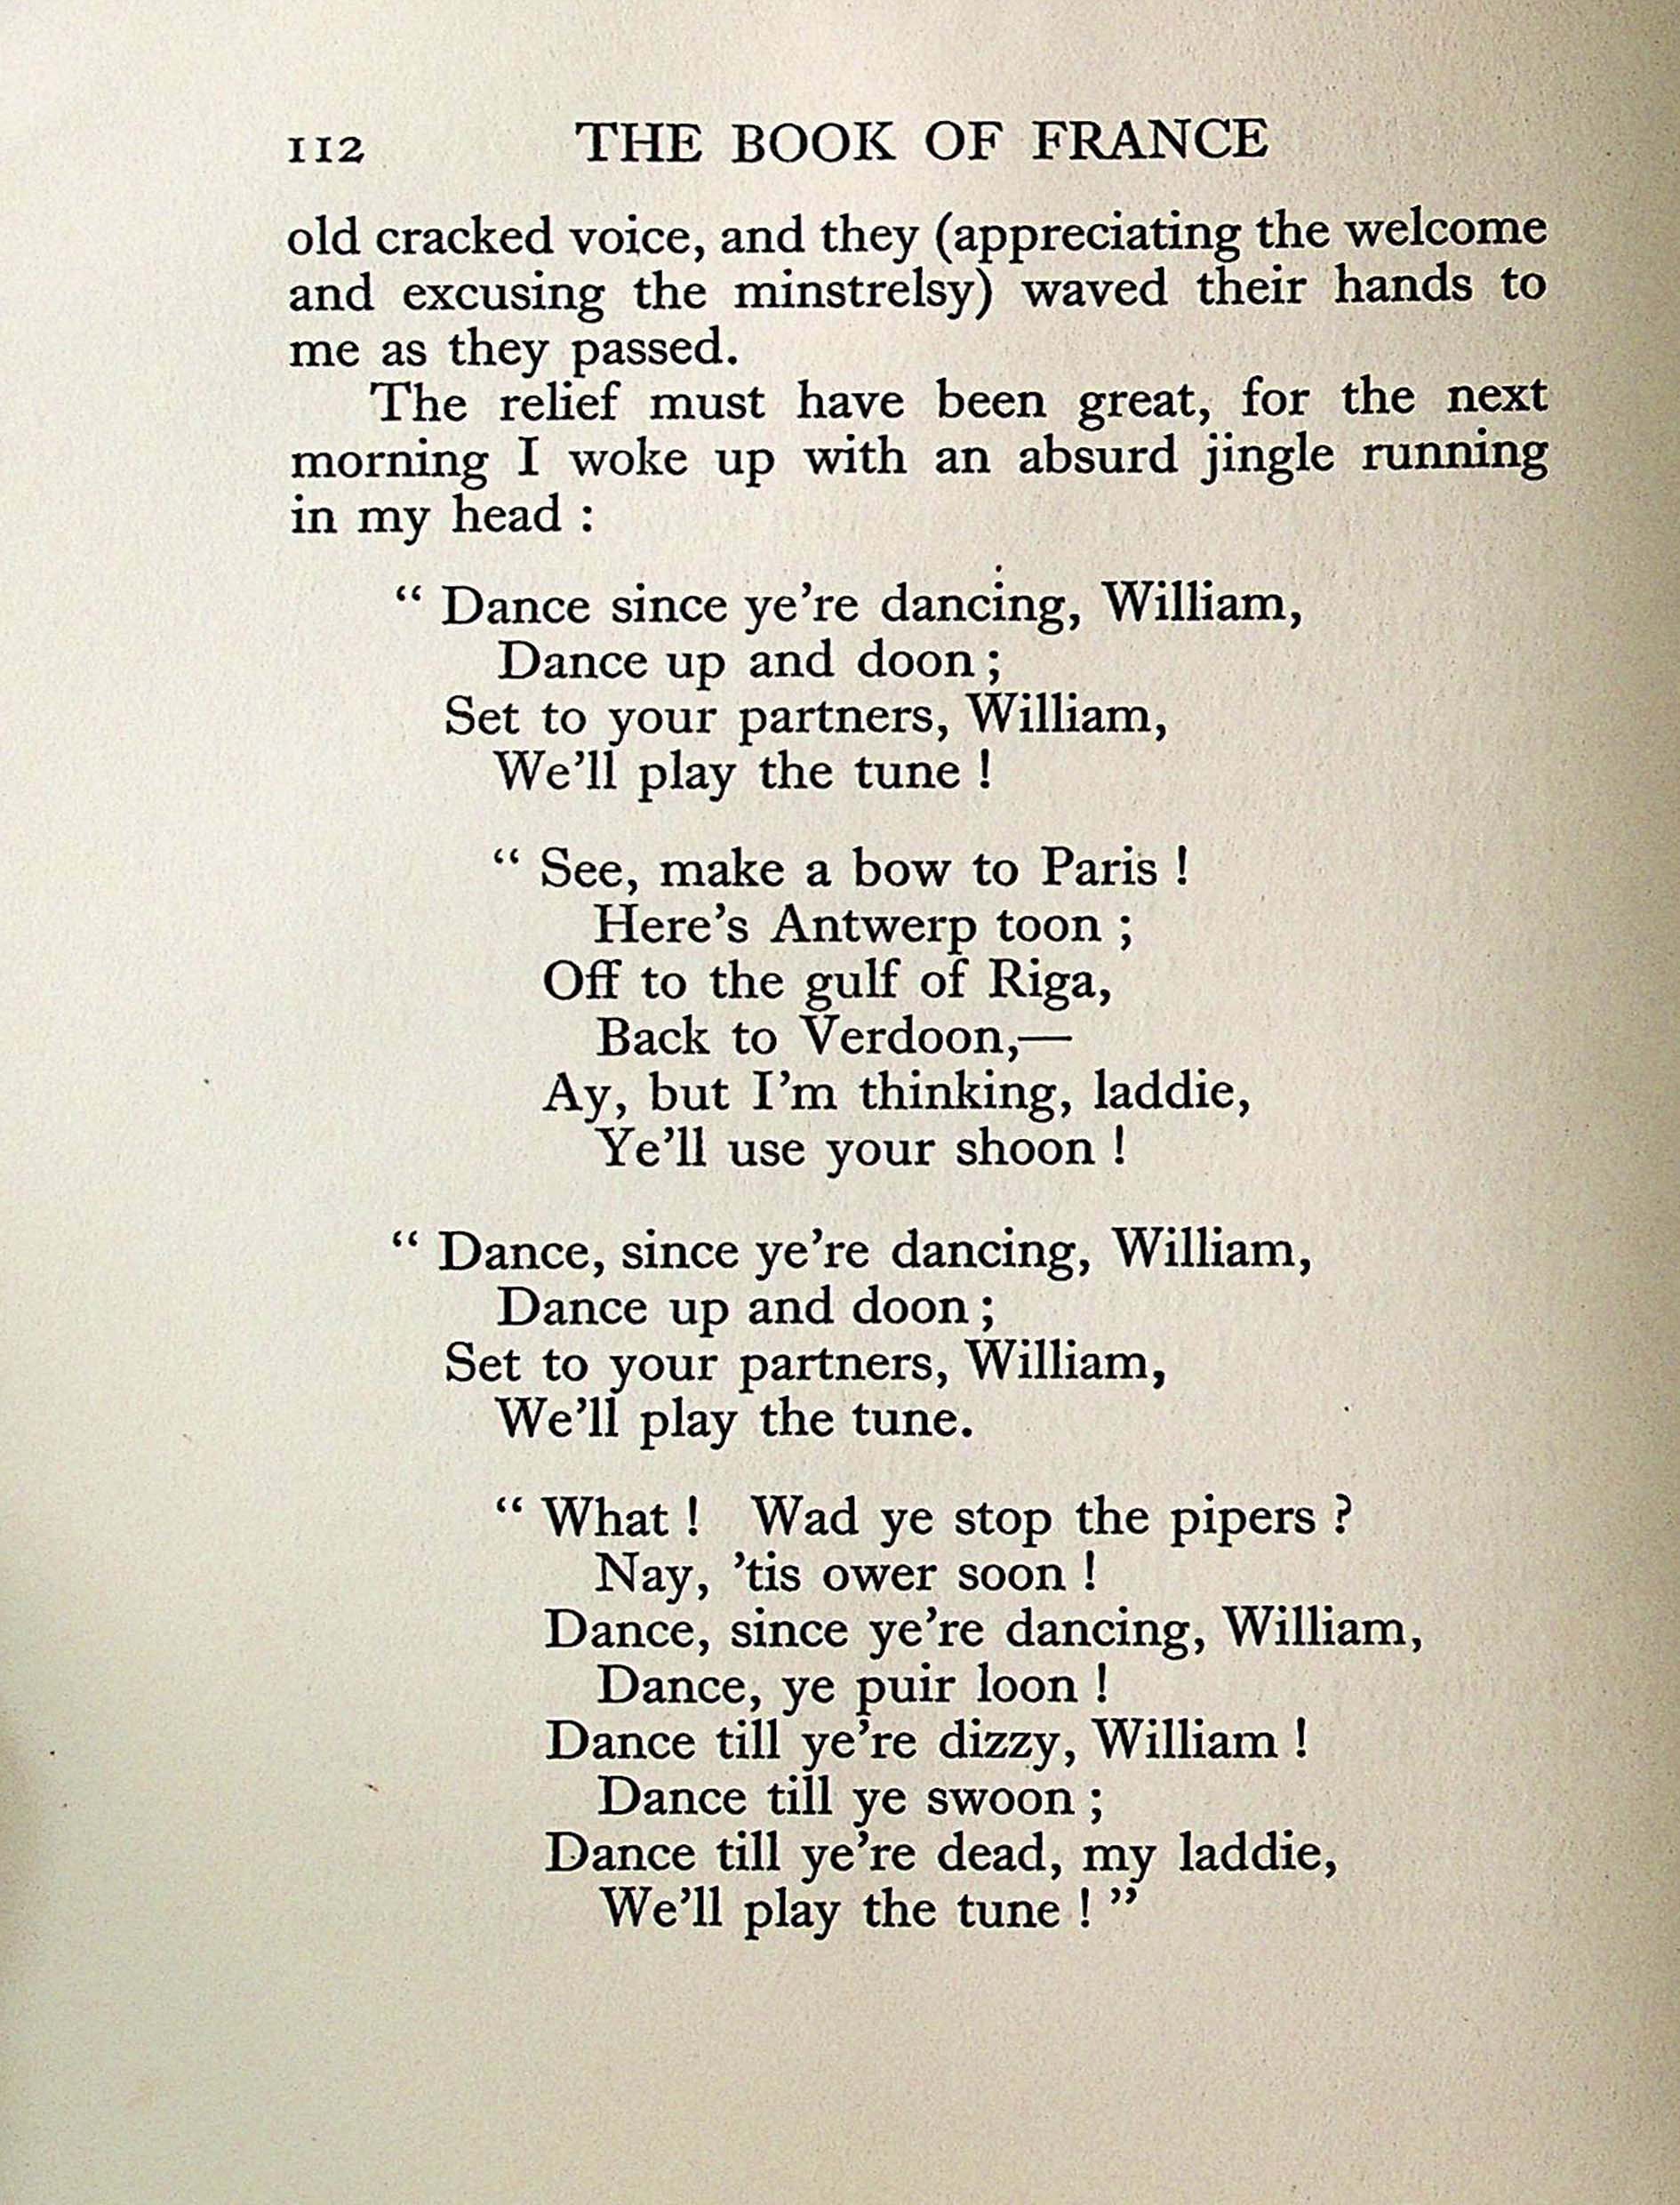 112 THE BOOK OF FRANCE
old cracked voice, and they (appreciating the welcome
and excusing the minstrelsy) waved their hands to
me as they passed.
The relief must have been great, for the next
morning I woke up with an absurd jingle running
in my head :
“ Dance since ye’re dancing, William,
Dance up and doon ;
Set to your partners, William,
We’ll play the tune !
“ See, make a bow to Paris !
Here’s Antwerp toon ;
Off to the gulf of Riga,
Back to Verdoon,—
Ay, but I’m thinking, laddie,
Ye’ll use your shoon !
“ Dance, since ye’re dancing, William,
Dance up and doon ;
Set to your partners, William,
We’ll play the tune.
“ What ! Wad ye stop the pipers ?
Nay, ’tis ower soon !
Dance, since ye’re dancing, William,
Dance, ye puir loon !
Dance till ye’re dizzy, William !
Dance till ye swoon ;
Dance till ye’re dead, my laddie,
We’ll play the tune ! ”